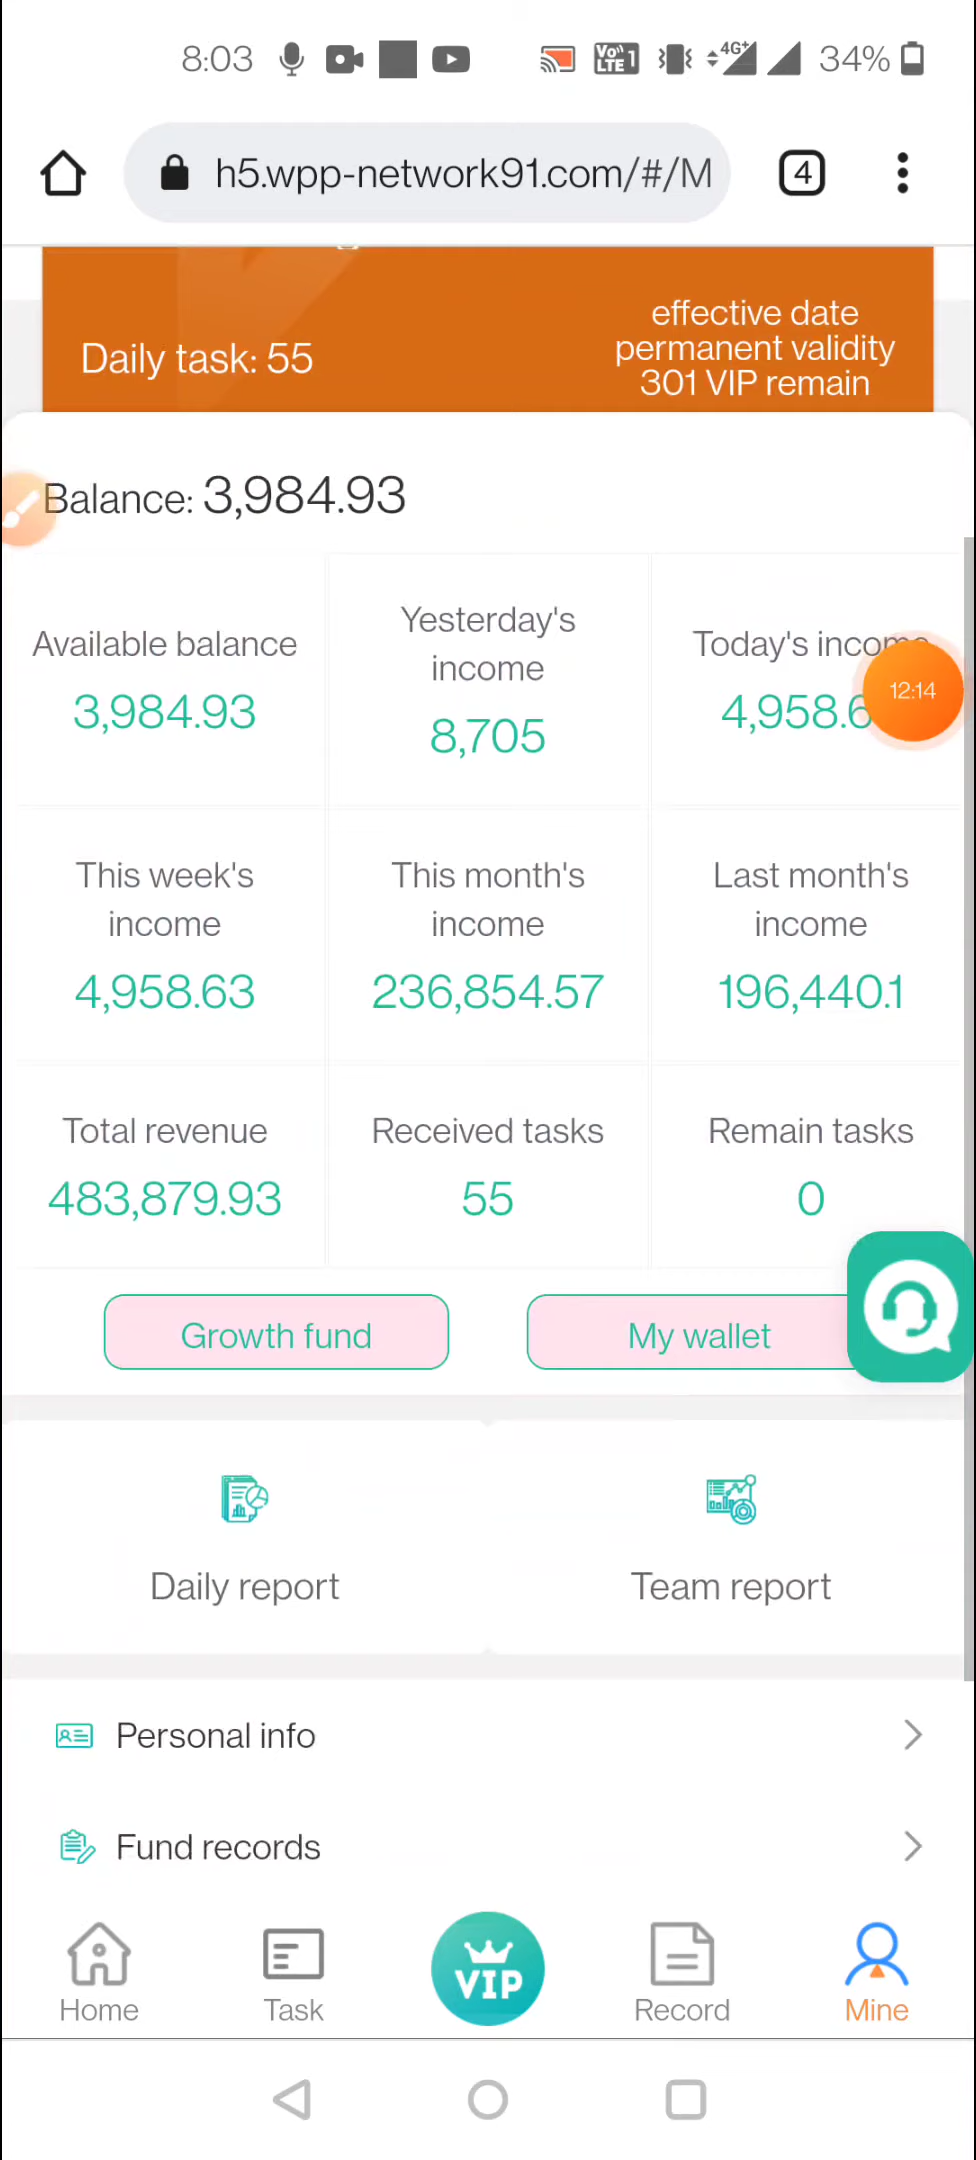 8:03 Vo)) LTE 1 4G+ 34%
h5.wpp-network91.com/#/M 4
effective date
Daily task: 55 permanent validity
301 VIP remain
Balance: 3,984.93
Available balance
3,984.93
Yesterday's
income
8,705
Today's income
4,958.6
12:14
This week's
income
4,958.63
This month's
income
236,854.57
Last month's
income
196,440.1
Total revenue
483,879.93
Received tasks
55
Remain tasks
0
Growth fund My wallet
Daily report Team report
Personal info
Fund records
VIP
Home Task Record Mine